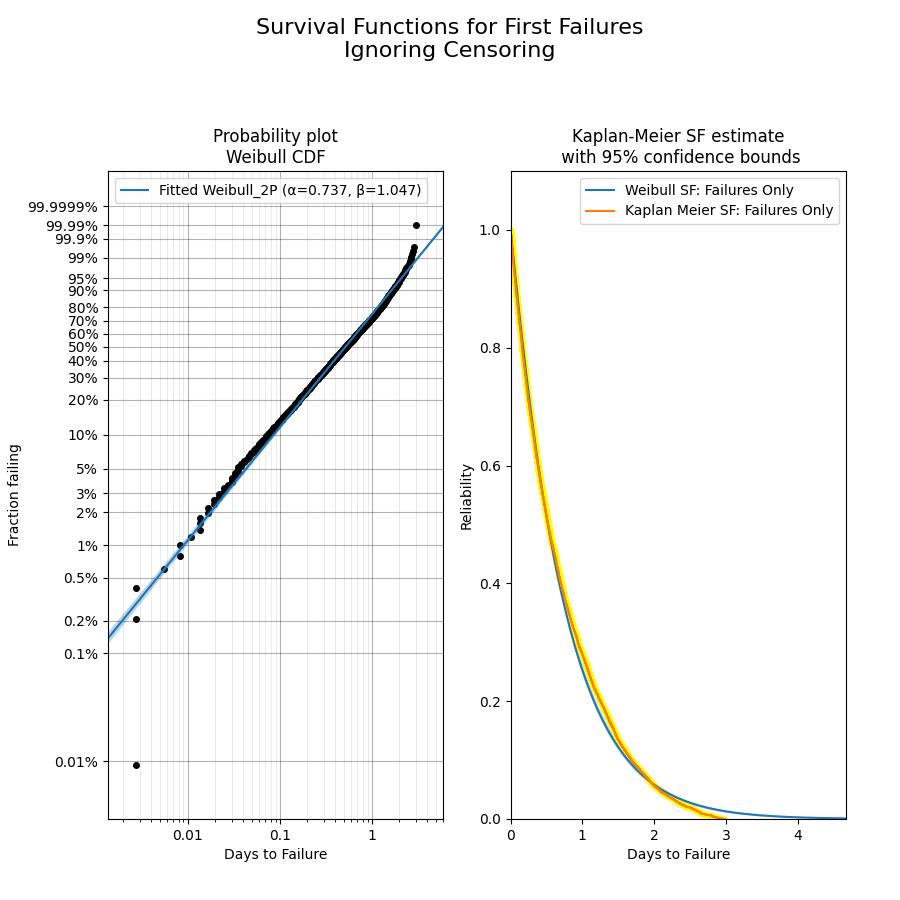 Survival Functions for First Failures
Ignoring Censoring
Probability plot
Weibull CDF
Fitted Weibull_2P (α=0.737, β=1.047)
99.9999%
99.99%
99.9%
99%
95%
90%
80%
70%
60%
50%
40%
30%
20%
10%
5%
3%
2%
1%
0.5%
0.2%
0.1%
0.01%
Fraction failing
0.01
0.1
1
Days to Failure
Kaplan-Meier SF estimate
with 95% confidence bounds
Weibull SF: Failures Only
Kaplan Meier SF: Failures Only
1.0
0.8
0.6
0.4
0.2
0.0
Reliability
0
1
2
3
4
Days to Failure